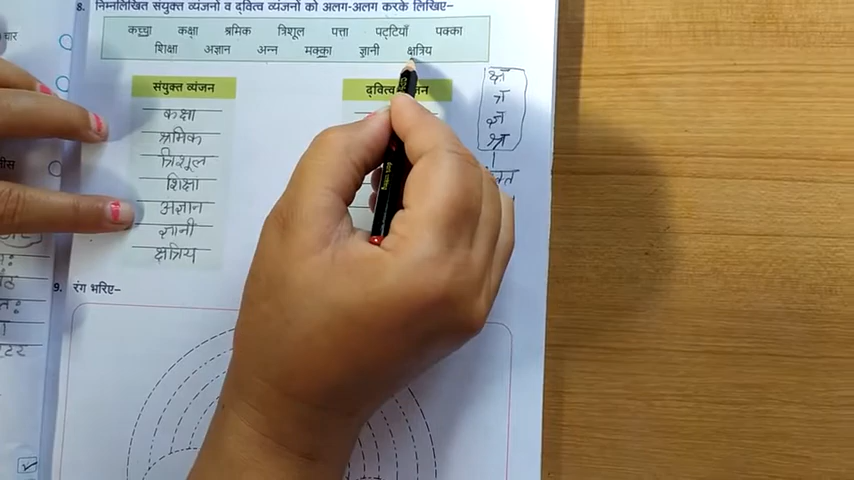 8. निम्नलिखित संयुक्त व्यंजनों व द्वित्व व्यंजनों को अलग-अलग करके लिखिए–
कच्चा कक्षा श्रमिक त्रिशूल पत्ता पट्टियाँ पक्का
शिक्षा अज्ञान अन्न मक्का ज्ञानी क्षत्रिय
संयुक्त व्यंजन
कक्षा
श्रमिक
त्रिशूल
शिक्षा
अज्ञान
ज्ञानी
क्षत्रिय
क्ष
त्र
ज्ञ
श्र
9. रंग भरिए–